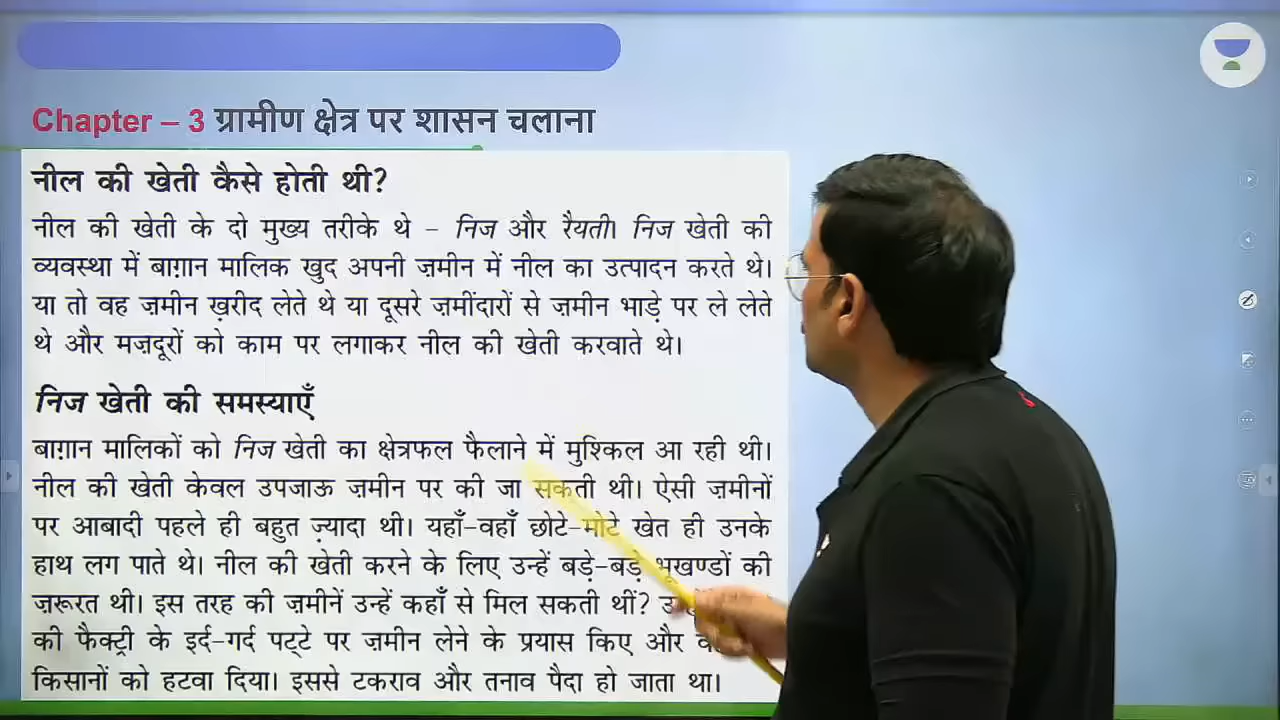 Chapter – 3 ग्रामीण क्षेत्र पर शासन चलाना
नील की खेती कैसे होती थी?
नील की खेती के दो मुख्य तरीके थे – निज और रैयती। निज खेती की
व्यवस्था में बाग़ान मालिक खुद अपनी ज़मीन में नील का उत्पादन करते थे।
या तो वह ज़मीन ख़रीद लेते थे या दूसरे ज़मींदारों से ज़मीन भाड़े पर ले लेते
थे और मज़दूरों को काम पर लगाकर नील की खेती करवाते थे।
निज खेती की समस्याएँ
बाग़ान मालिकों को निज खेती का क्षेत्रफल फैलाने में मुश्किल आ रही थी।
नील की खेती केवल उपजाऊ ज़मीन पर की जा सकती थी। ऐसी ज़मीनों
पर आबादी पहले ही बहुत ज़्यादा थी। यहाँ-वहाँ छोटे-मोटे खेत ही उनके
हाथ लग पाते थे। नील की खेती करने के लिए उन्हें बड़े-बड़े भूखण्डों की
ज़रूरत थी। इस तरह की ज़मीनें उन्हें कहाँ से मिल सकती थीं?
की फैक्ट्री के इर्द-गर्द पट्टे पर ज़मीन लेने के प्रयास किए और
किसानों को हटवा दिया। इससे टकराव और तनाव पैदा हो जाता था।